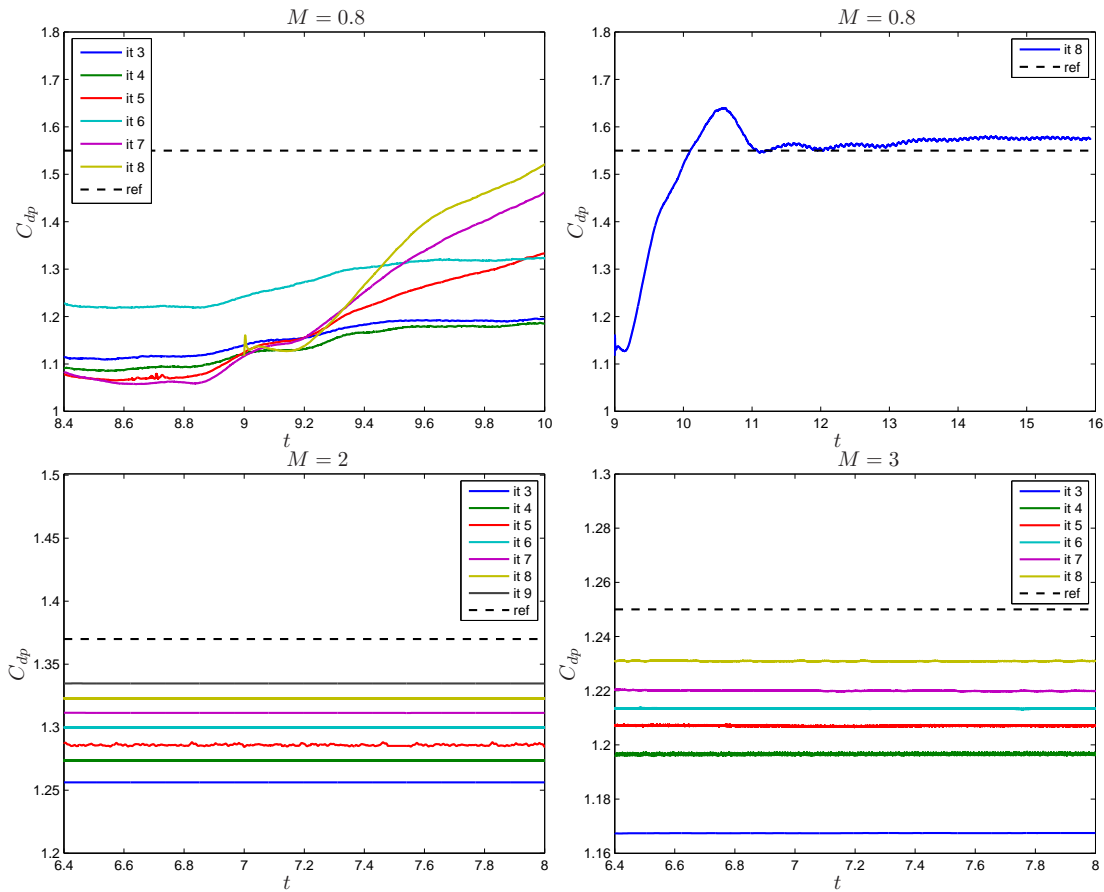 M = 0.8
1.8
1.7
1.6
1.5
1.4
1.3
1.2
1.1
1
C_{dp}
it 3
it 4
it 5
it 6
it 7
it 8
ref
8.4 8.6 8.8 9 9.2 9.4 9.6 9.8 10
t
M = 0.8
1.8
1.7
1.6
1.5
1.4
1.3
1.2
1.1
1
C_{dp}
it 8
ref
9 10 11 12 13 14 15 16
t
M = 2
1.5
1.45
1.4
1.35
1.3
1.25
1.2
C_{dp}
it 3
it 4
it 5
it 6
it 7
it 8
it 9
ref
6.4 6.6 6.8 7 7.2 7.4 7.6 7.8 8
t
M = 3
1.3
1.28
1.26
1.24
1.22
1.2
1.18
1.16
C_{dp}
it 3
it 4
it 5
it 6
it 7
it 8
ref
6.4 6.6 6.8 7 7.2 7.4 7.6 7.8 8
t